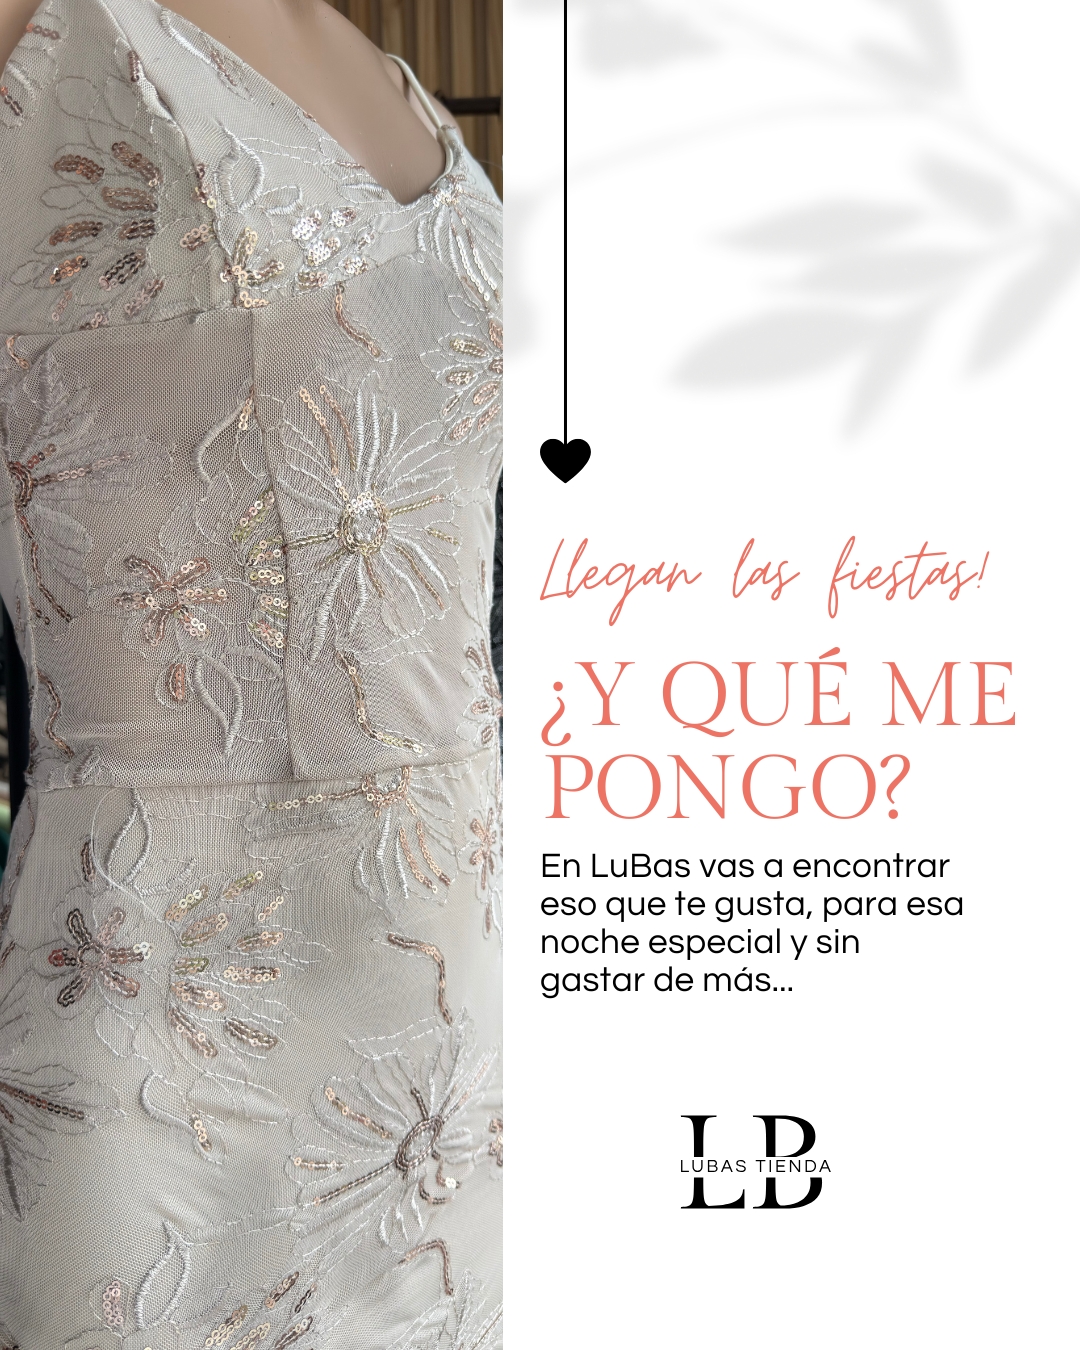 Llegan las fiestas!
¿Y QUÉ ME
PONGO?
En LuBas vas a encontrar
eso que te gusta, para esa
noche especial y sin
gastar de más...
LB
LUBAS TIENDA